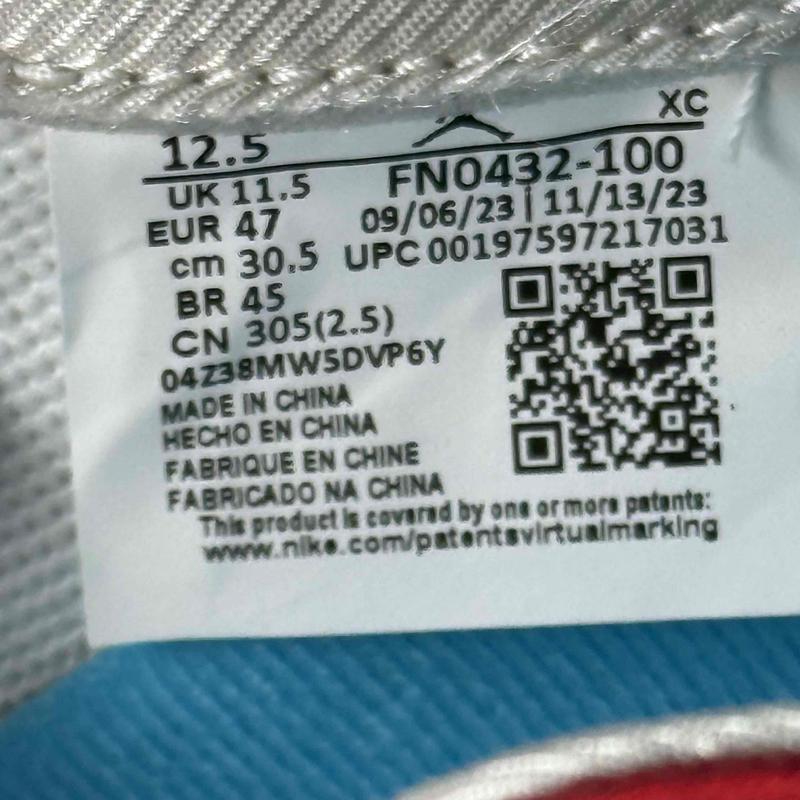 XC
12.5
UK 11.5 FN0432-100
EUR 47 09/06/23 | 11/13/23
cm 30.5 UPC 00197597217031
BR 45
CN 305(2.5)
04Z38MW5DVP6Y
MADE IN CHINA
HECHO EN CHINA
FABRIQUE EN CHINE
FABRICADO NA CHINA
This product is covered by one or more patents:
www.nike.com/patentsvirtualmarking